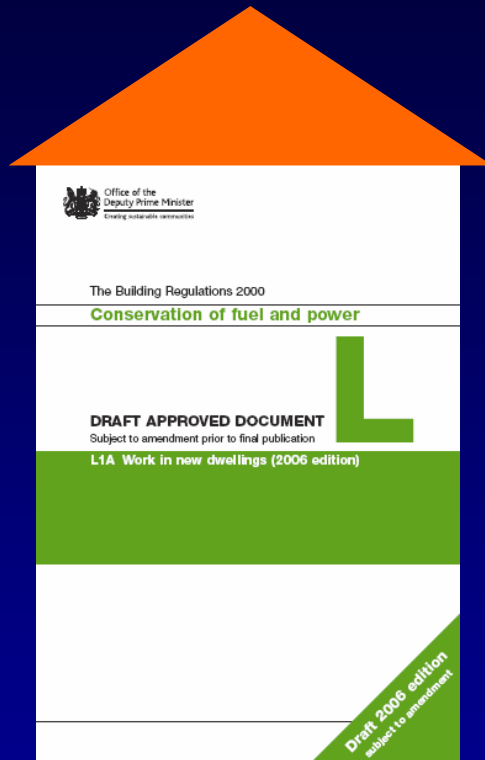 Office of the
Deputy Prime Minister
Creating sustainable communities
The Building Regulations 2000
Conservation of fuel and power
L
DRAFT APPROVED DOCUMENT
Subject to amendment prior to final publication
L1A Work in new dwellings (2006 edition)
Draft 2006 edition
subject to amendment